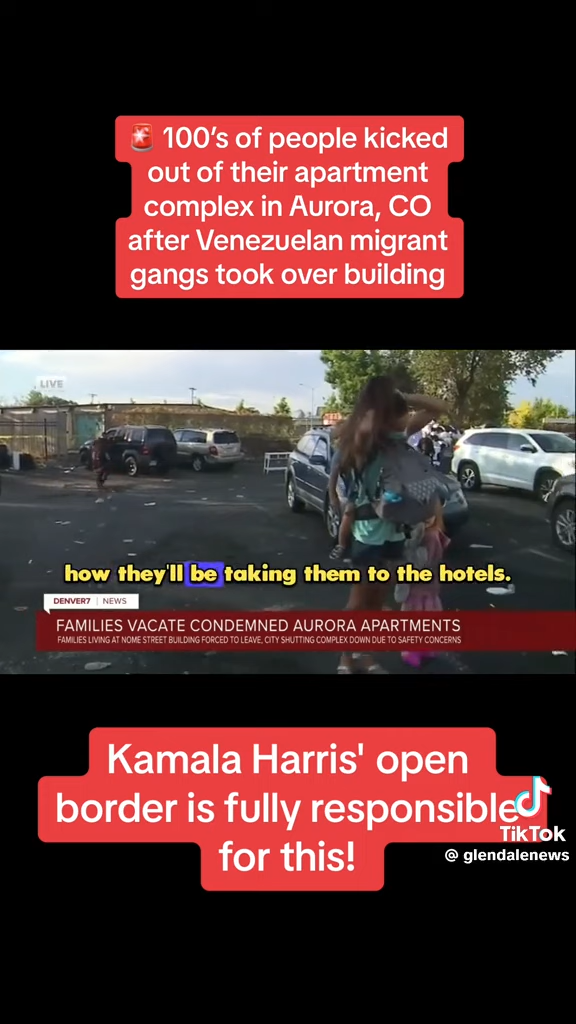 🚨 100’s of people kicked
out of their apartment
complex in Aurora, CO
after Venezuelan migrant
gangs took over building
LIVE
how they'll be taking them to the hotels.
DENVER7 | NEWS
FAMILIES VACATE CONDEMNED AURORA APARTMENTS
FAMILIES LIVING AT NOME STREET BUILDING FORCED TO LEAVE, CITY SHUTTING COMPLEX DOWN DUE TO SAFETY CONCERNS
Kamala Harris' open
border is fully responsible
for this!
TikTok
@ glendalenews